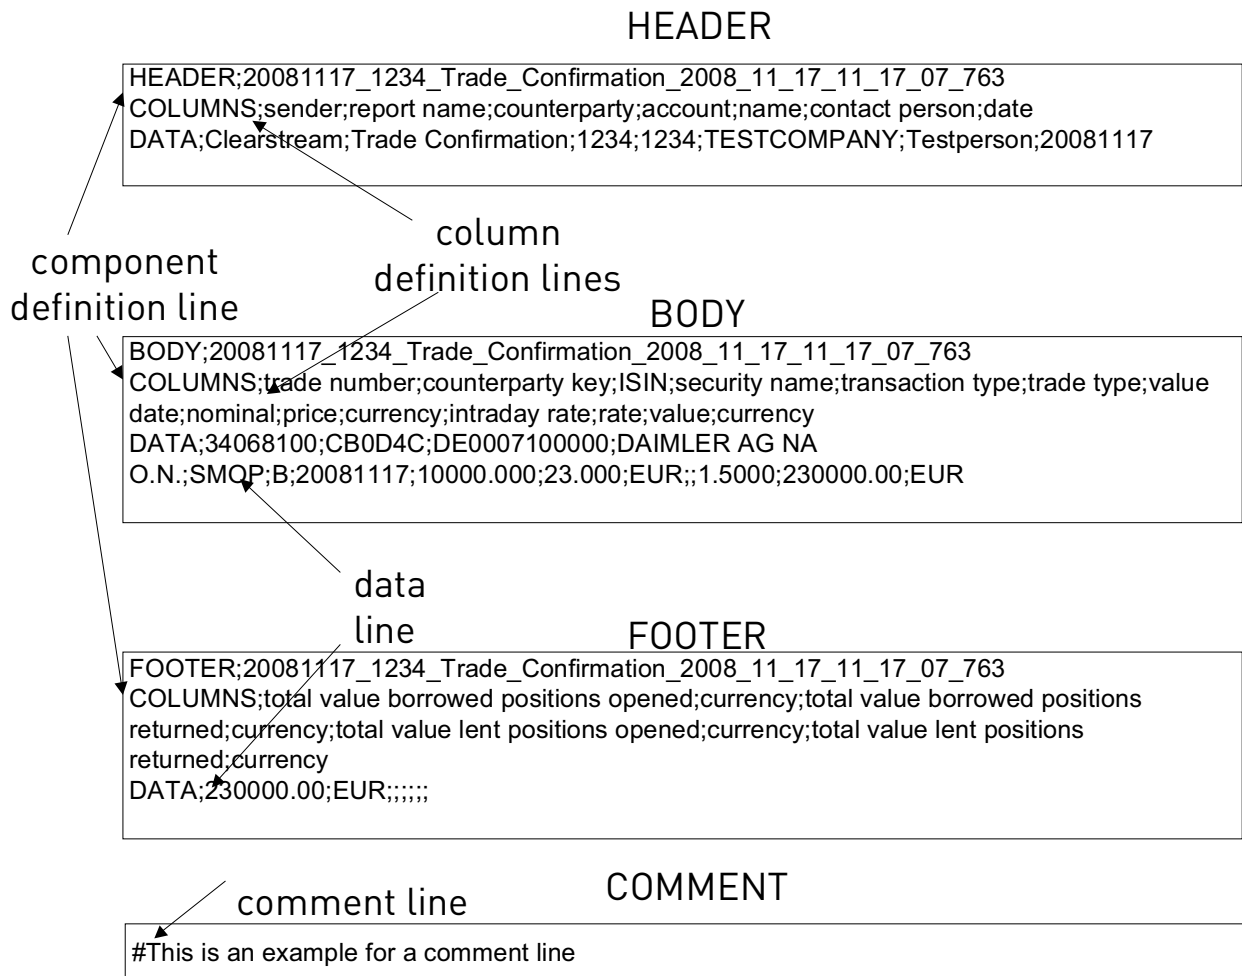 HEADER
HEADER;20081117_1234_Trade_Confirmation_2008_11_17_11_17_07_763
COLUMNS;sender;report name;counterparty;account;name;contact person;date
DATA;Clearstream;Trade Confirmation;1234;1234;TESTCOMPANY;Testperson;20081117
component
definition line
column
definition lines
BODY
BODY;20081117_1234_Trade_Confirmation_2008_11_17_11_17_07_763
COLUMNS;trade number;counterparty key;ISIN;security name;transaction type;trade type;value
date;nominal;price;currency;intraday rate;rate;value;currency
DATA;34068100;CB0D4C;DE0007100000;DAIMLER AG NA
O.N.;SMOP;B;20081117;10000.000;23.000;EUR;;1.5000;230000.00;EUR
data
line
FOOTER
FOOTER;20081117_1234_Trade_Confirmation_2008_11_17_11_17_07_763
COLUMNS;total value borrowed positions opened;currency;total value borrowed positions
returned;currency;total value lent positions opened;currency;total value lent positions
returned;currency
DATA;230000.00;EUR;;;;;;
COMMENT
comment line
#This is an example for a comment line